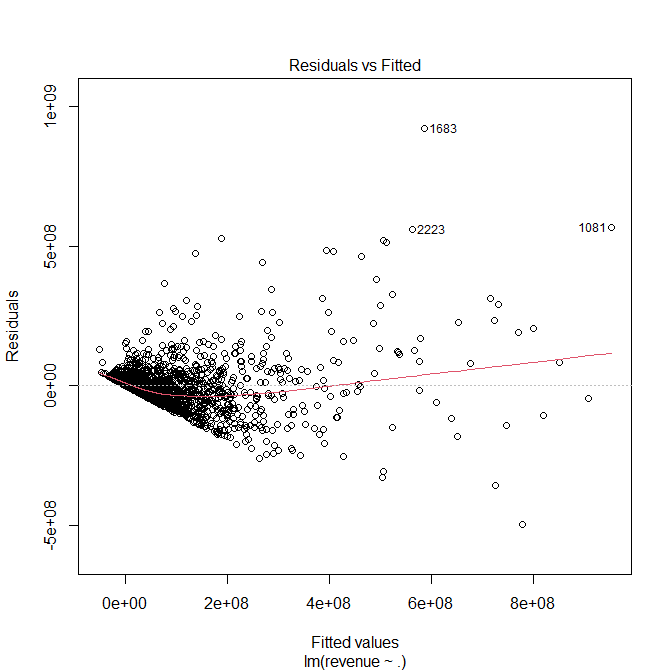 Residuals vs Fitted
Residuals
1e+09
5e+08
0e+00
-5e+08
1683
2223
1081
0e+00 2e+08 4e+08 6e+08 8e+08
Fitted values
lm(revenue ~ .)